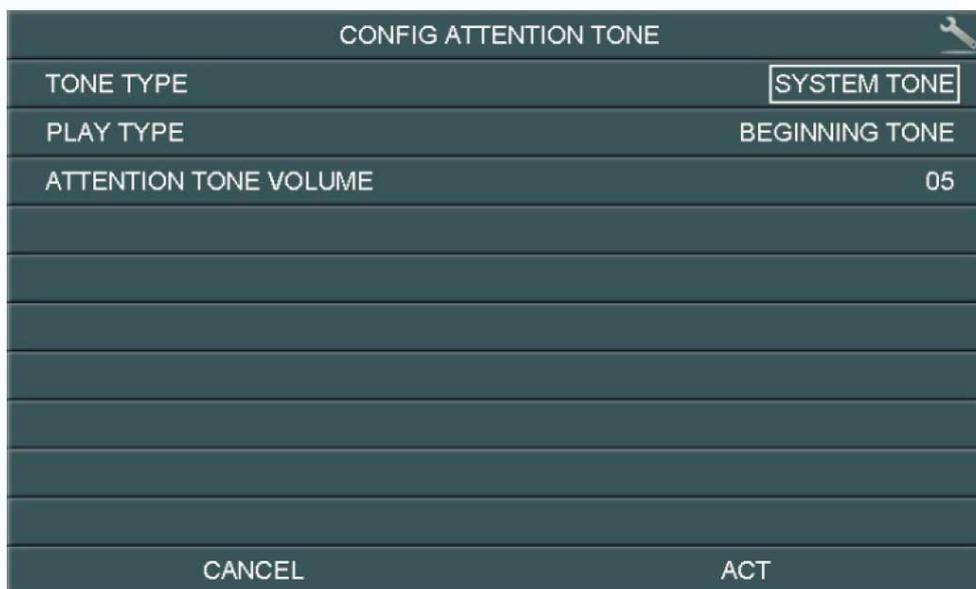 CONFIG ATTENTION TONE
TONE TYPE SYSTEM TONE
PLAY TYPE BEGINNING TONE
ATTENTION TONE VOLUME 05
CANCEL ACT